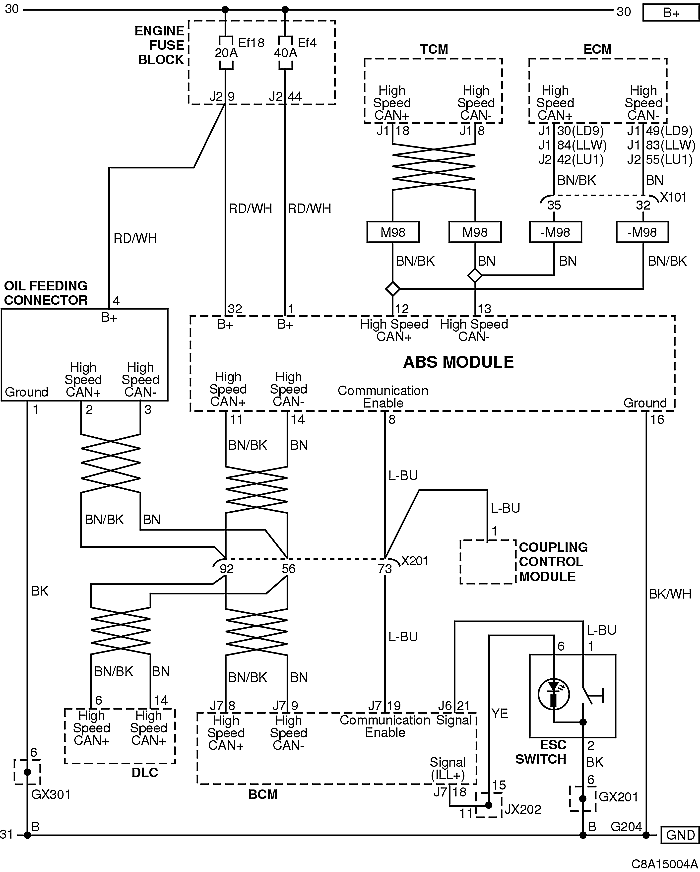 30
30
B+
ENGINE
FUSE
BLOCK
Ef18
20A
Ef4
40A
J2 9
J2 44
TCM
ECM
High
Speed
CAN+
High
Speed
CAN-
High
Speed
CAN+
High
Speed
CAN-
J1 18
J1 8
J1 30(LD9)
J1 84(LLW)
J2 42(LU1)
J1 49(LD9)
J1 83(LLW)
J2 55(LU1)
BN/BK
BN
X101
35
32
M98
M98
-M98
-M98
BN/BK
BN
BN
BN/BK
RD/WH
RD/WH
RD/WH
OIL FEEDING
CONNECTOR
4
B+
High
Speed
CAN+
High
Speed
CAN-
Ground
1
2
3
32
1
12
13
B+
B+
High Speed
CAN+
High Speed
CAN-
ABS MODULE
High
Speed
CAN+
High
Speed
CAN-
Communication
Enable
Ground
11
14
8
16
BN/BK
BN
L-BU
L-BU
1
COUPLING
CONTROL
MODULE
BN/BK
BN
X201
92
56
73
BK
BK/WH
BN/BK
BN
BN/BK
BN
L-BU
L-BU
6
14
High
Speed
CAN+
High
Speed
CAN+
DLC
J7 8
J7 9
J7 19
J6 21
High
Speed
CAN+
High
Speed
CAN-
Communication
Enable
Signal
Signal
(ILL+)
BCM
J7 18
YE
6
1
ESC
SWITCH
2
BK
15
11
JX202
6
GX201
6
GX301
31
B
B
G204
GND
C8A15004A